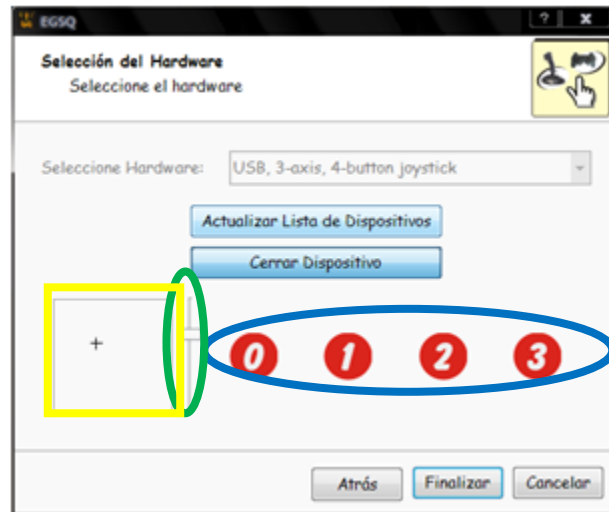 EGSQ
Selección del Hardware
Seleccione el hardware
Seleccione Hardware: USB, 3-axis, 4-button joystick
Actualizar Lista de Dispositivos
Cerrar Dispositivo
0 1 2 3
Atrás Finalizar Cancelar